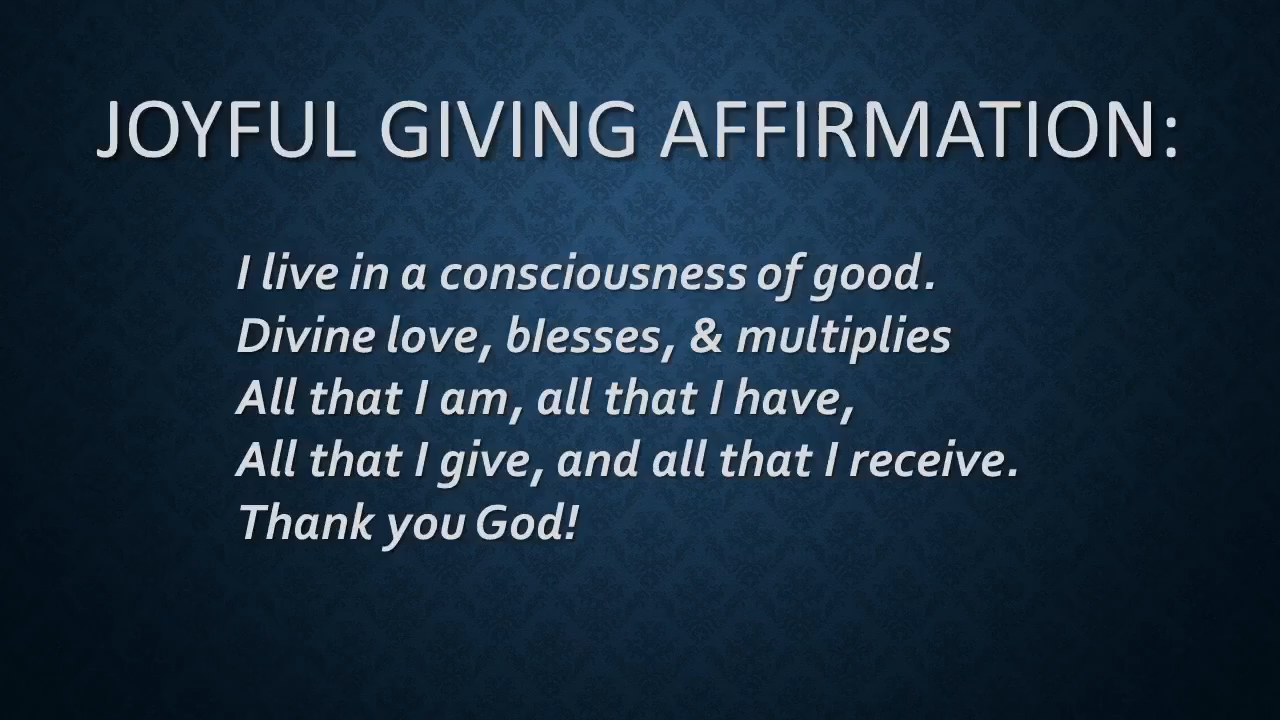 JOYFUL GIVING AFFIRMATION:
I live in a consciousness of good.
Divine love, blesses, & multiplies
All that I am, all that I have,
All that I give, and all that I receive.
Thank you God!